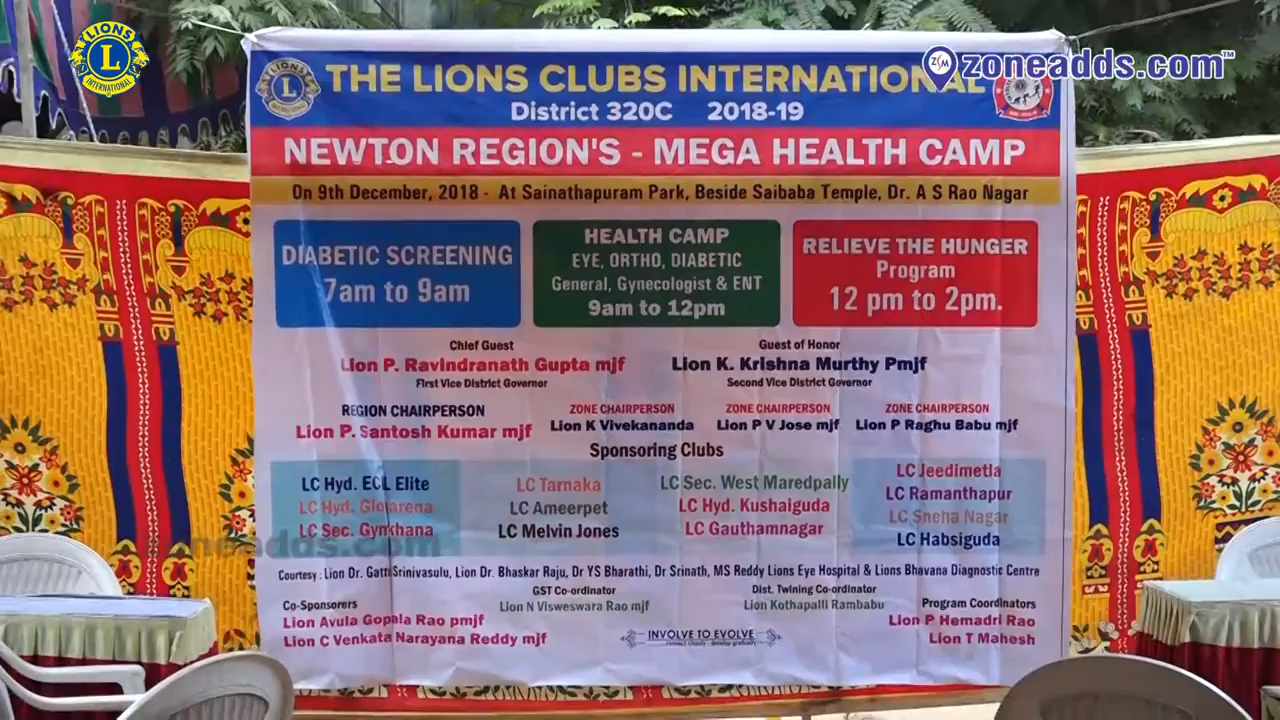 LIONS
L
INTERNATIONAL
ZSM zoneadds.com™
THE LIONS CLUBS INTERNATIONAL
District 320C 2018-19
NEWTON REGION'S - MEGA HEALTH CAMP
On 9th December, 2018 - At Sainathapuram Park, Beside Saibaba Temple, Dr. A S Rao Nagar
DIABETIC SCREENING
7am to 9am
HEALTH CAMP
EYE, ORTHO, DIABETIC
General, Gynecologist & ENT
9am to 12pm
RELIEVE THE HUNGER
Program
12 pm to 2pm.
Chief Guest
Lion P. Ravindranath Gupta mjf
First Vice District Governor
Guest of Honor
Lion K. Krishna Murthy Pmjf
Second Vice District Governor
REGION CHAIRPERSON
Lion P. Santosh Kumar mjf
ZONE CHAIRPERSON
Lion K Vivekananda
ZONE CHAIRPERSON
Lion P V Jose mjf
ZONE CHAIRPERSON
Lion P Raghu Babu mjf
Sponsoring Clubs
LC Hyd. ECL Elite
LC Hyd. Gloarena
LC Sec. Gymkhana
LC Tarnaka
LC Ameerpet
LC Melvin Jones
LC Sec. West Maredpally
LC Hyd. Kushaiguda
LC Gauthamnagar
LC Jeedimetla
LC Ramanthapur
LC Sneha Nagar
LC Habsiguda
zoneadds.com
Courtesy : Lion Dr. Gatti Srinivasulu, Lion Dr. Bhaskar Raju, Dr YS Bharathi, Dr Srinath, MS Reddy Lions Eye Hospital & Lions Bhavana Diagnostic Centre
Co-Sponsorers
Lion Avula Gopala Rao pmjf
Lion C Venkata Narayana Reddy mjf
GST Co-ordinator
Lion N Visweswara Rao mjf
Dist. Twining Co-ordinator
Lion Kothapalli Rambabu
INVOLVE TO EVOLVE
Program Coordinators
Lion P Hemadri Rao
Lion T Mahesh